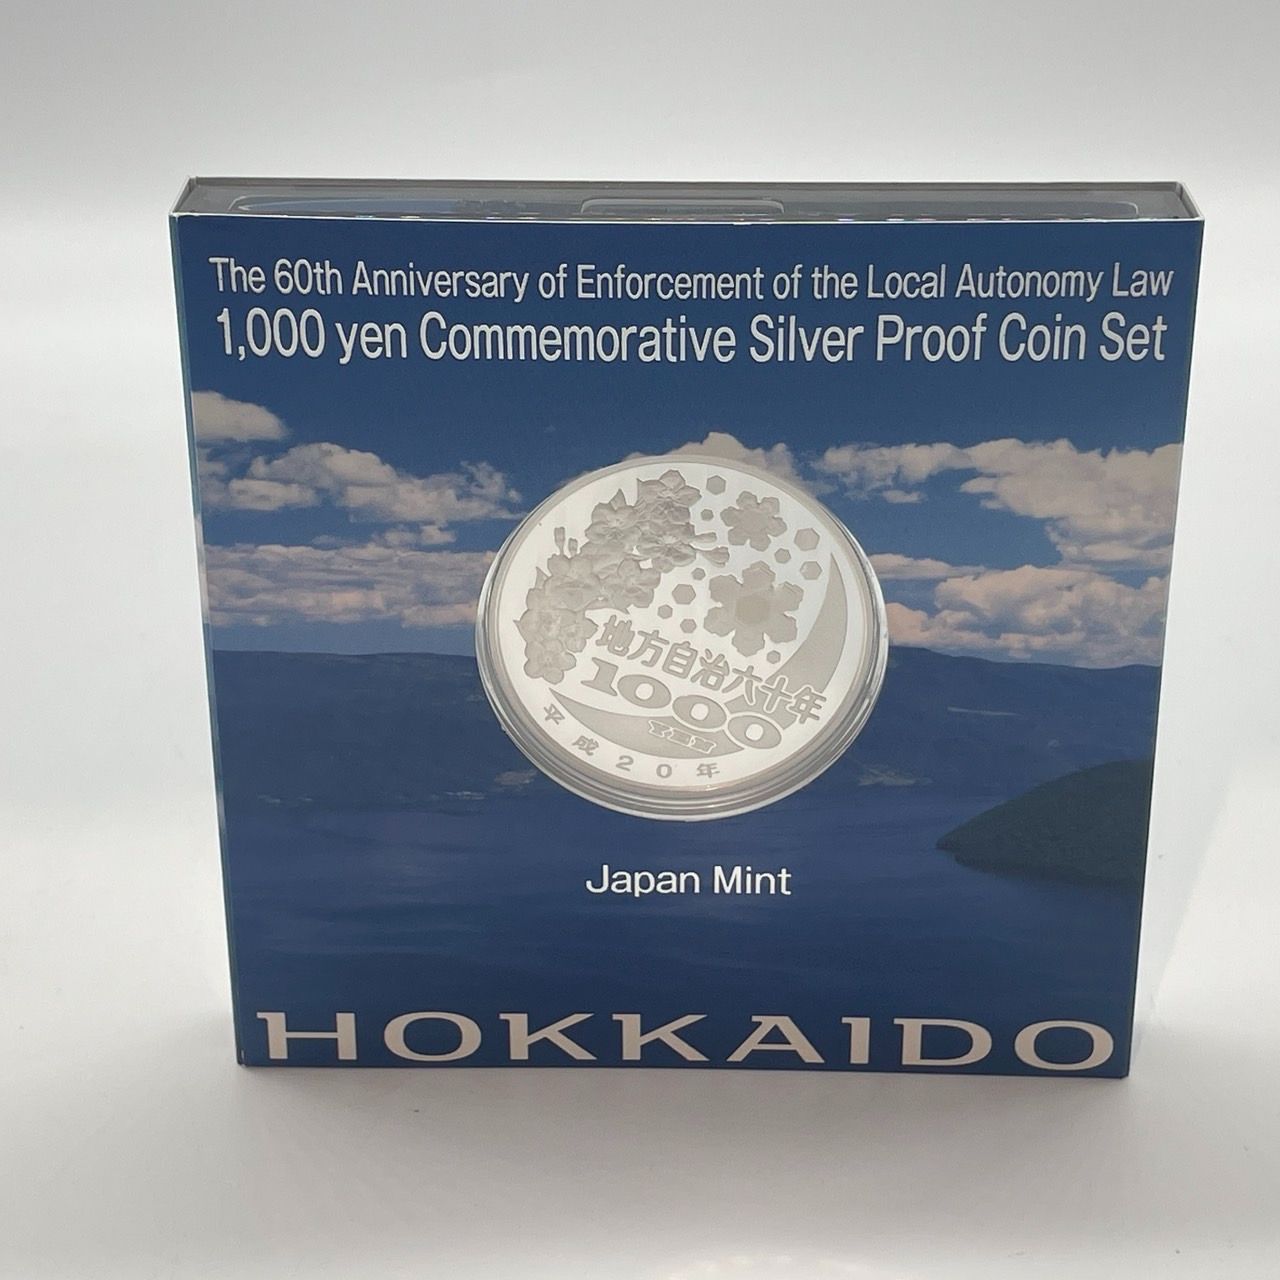 The 60th Anniversary of Enforcement of the Local Autonomy Law
1,000 yen Commemorative Silver Proof Coin Set
地方自治六十年
1000
YEN
平成20年
Japan Mint
HOKKAIDO